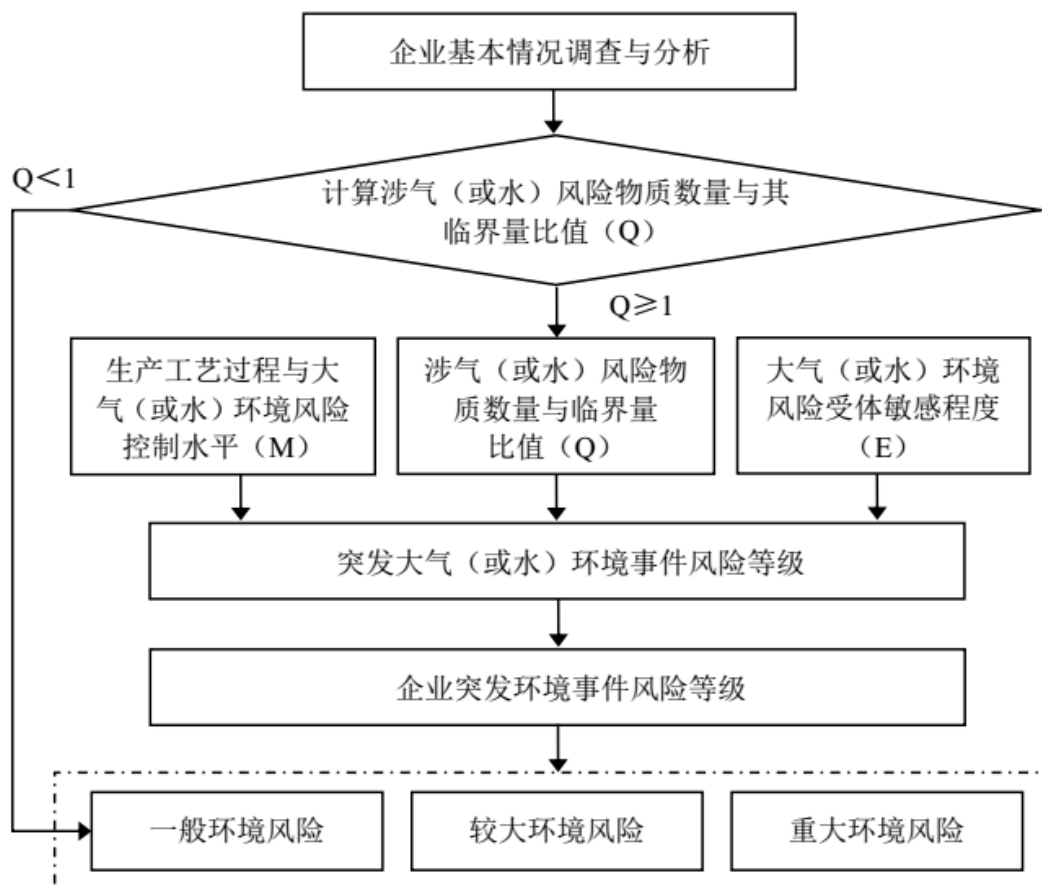 企业基本情况调查与分析
Q＜1
计算涉气（或水）风险物质数量与其
临界量比值（Q）
Q≥1
生产工艺过程与大
气（或水）环境风险
控制水平（M）
涉气（或水）风险物
质数量与临界量
比值（Q）
大气（或水）环境
风险受体敏感程度
（E）
突发大气（或水）环境事件风险等级
企业突发环境事件风险等级
一般环境风险
较大环境风险
重大环境风险